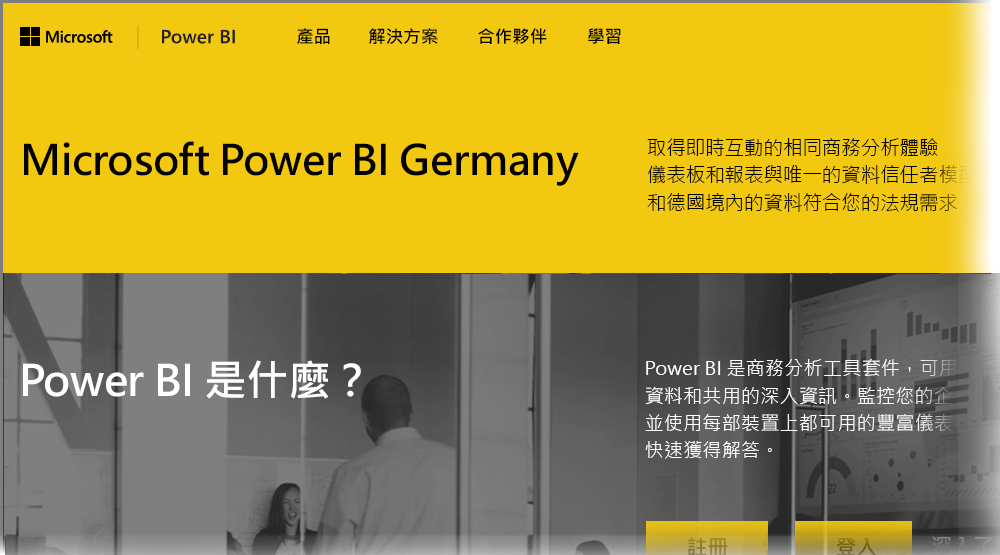 Microsoft Power BI 產品 解決方案 合作夥伴 學習
Microsoft Power BI Germany
取得即時互動的相同商務分析體驗
儀表板和報表與唯一的資料信任者模型
和德國境內的資料符合您的法規需求
Power BI 是什麼？
Power BI 是商務分析工具套件，可用
資料和共用的深入資訊。監控您的企
並使用每部裝置上都可用的豐富儀表
快速獲得解答。
22
註冊 登入 深入了